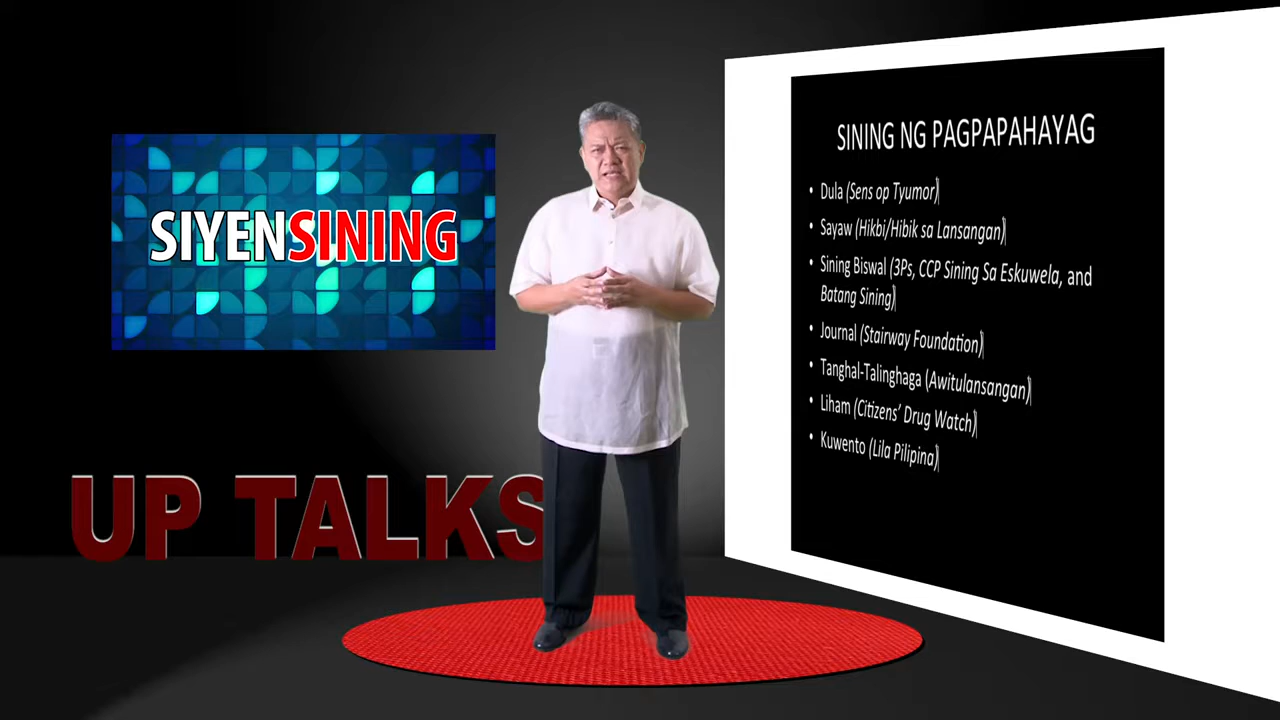 SIYENSINING
UP TALKS
SINING NG PAGPAPAHAYAG
• Dula (Sens op Tyumor)
• Sayaw (Hikbi/Hibik sa Lansangan)
• Sining Biswal (3Ps, CCP Sining Sa Eskuwela, and
Batang Sining)
• Journal (Stairway Foundation)
• Tanghal-Talinghaga (Awitulansangan)
• Liham (Citizens' Drug Watch)
• Kuwento (Lila Pilipina)